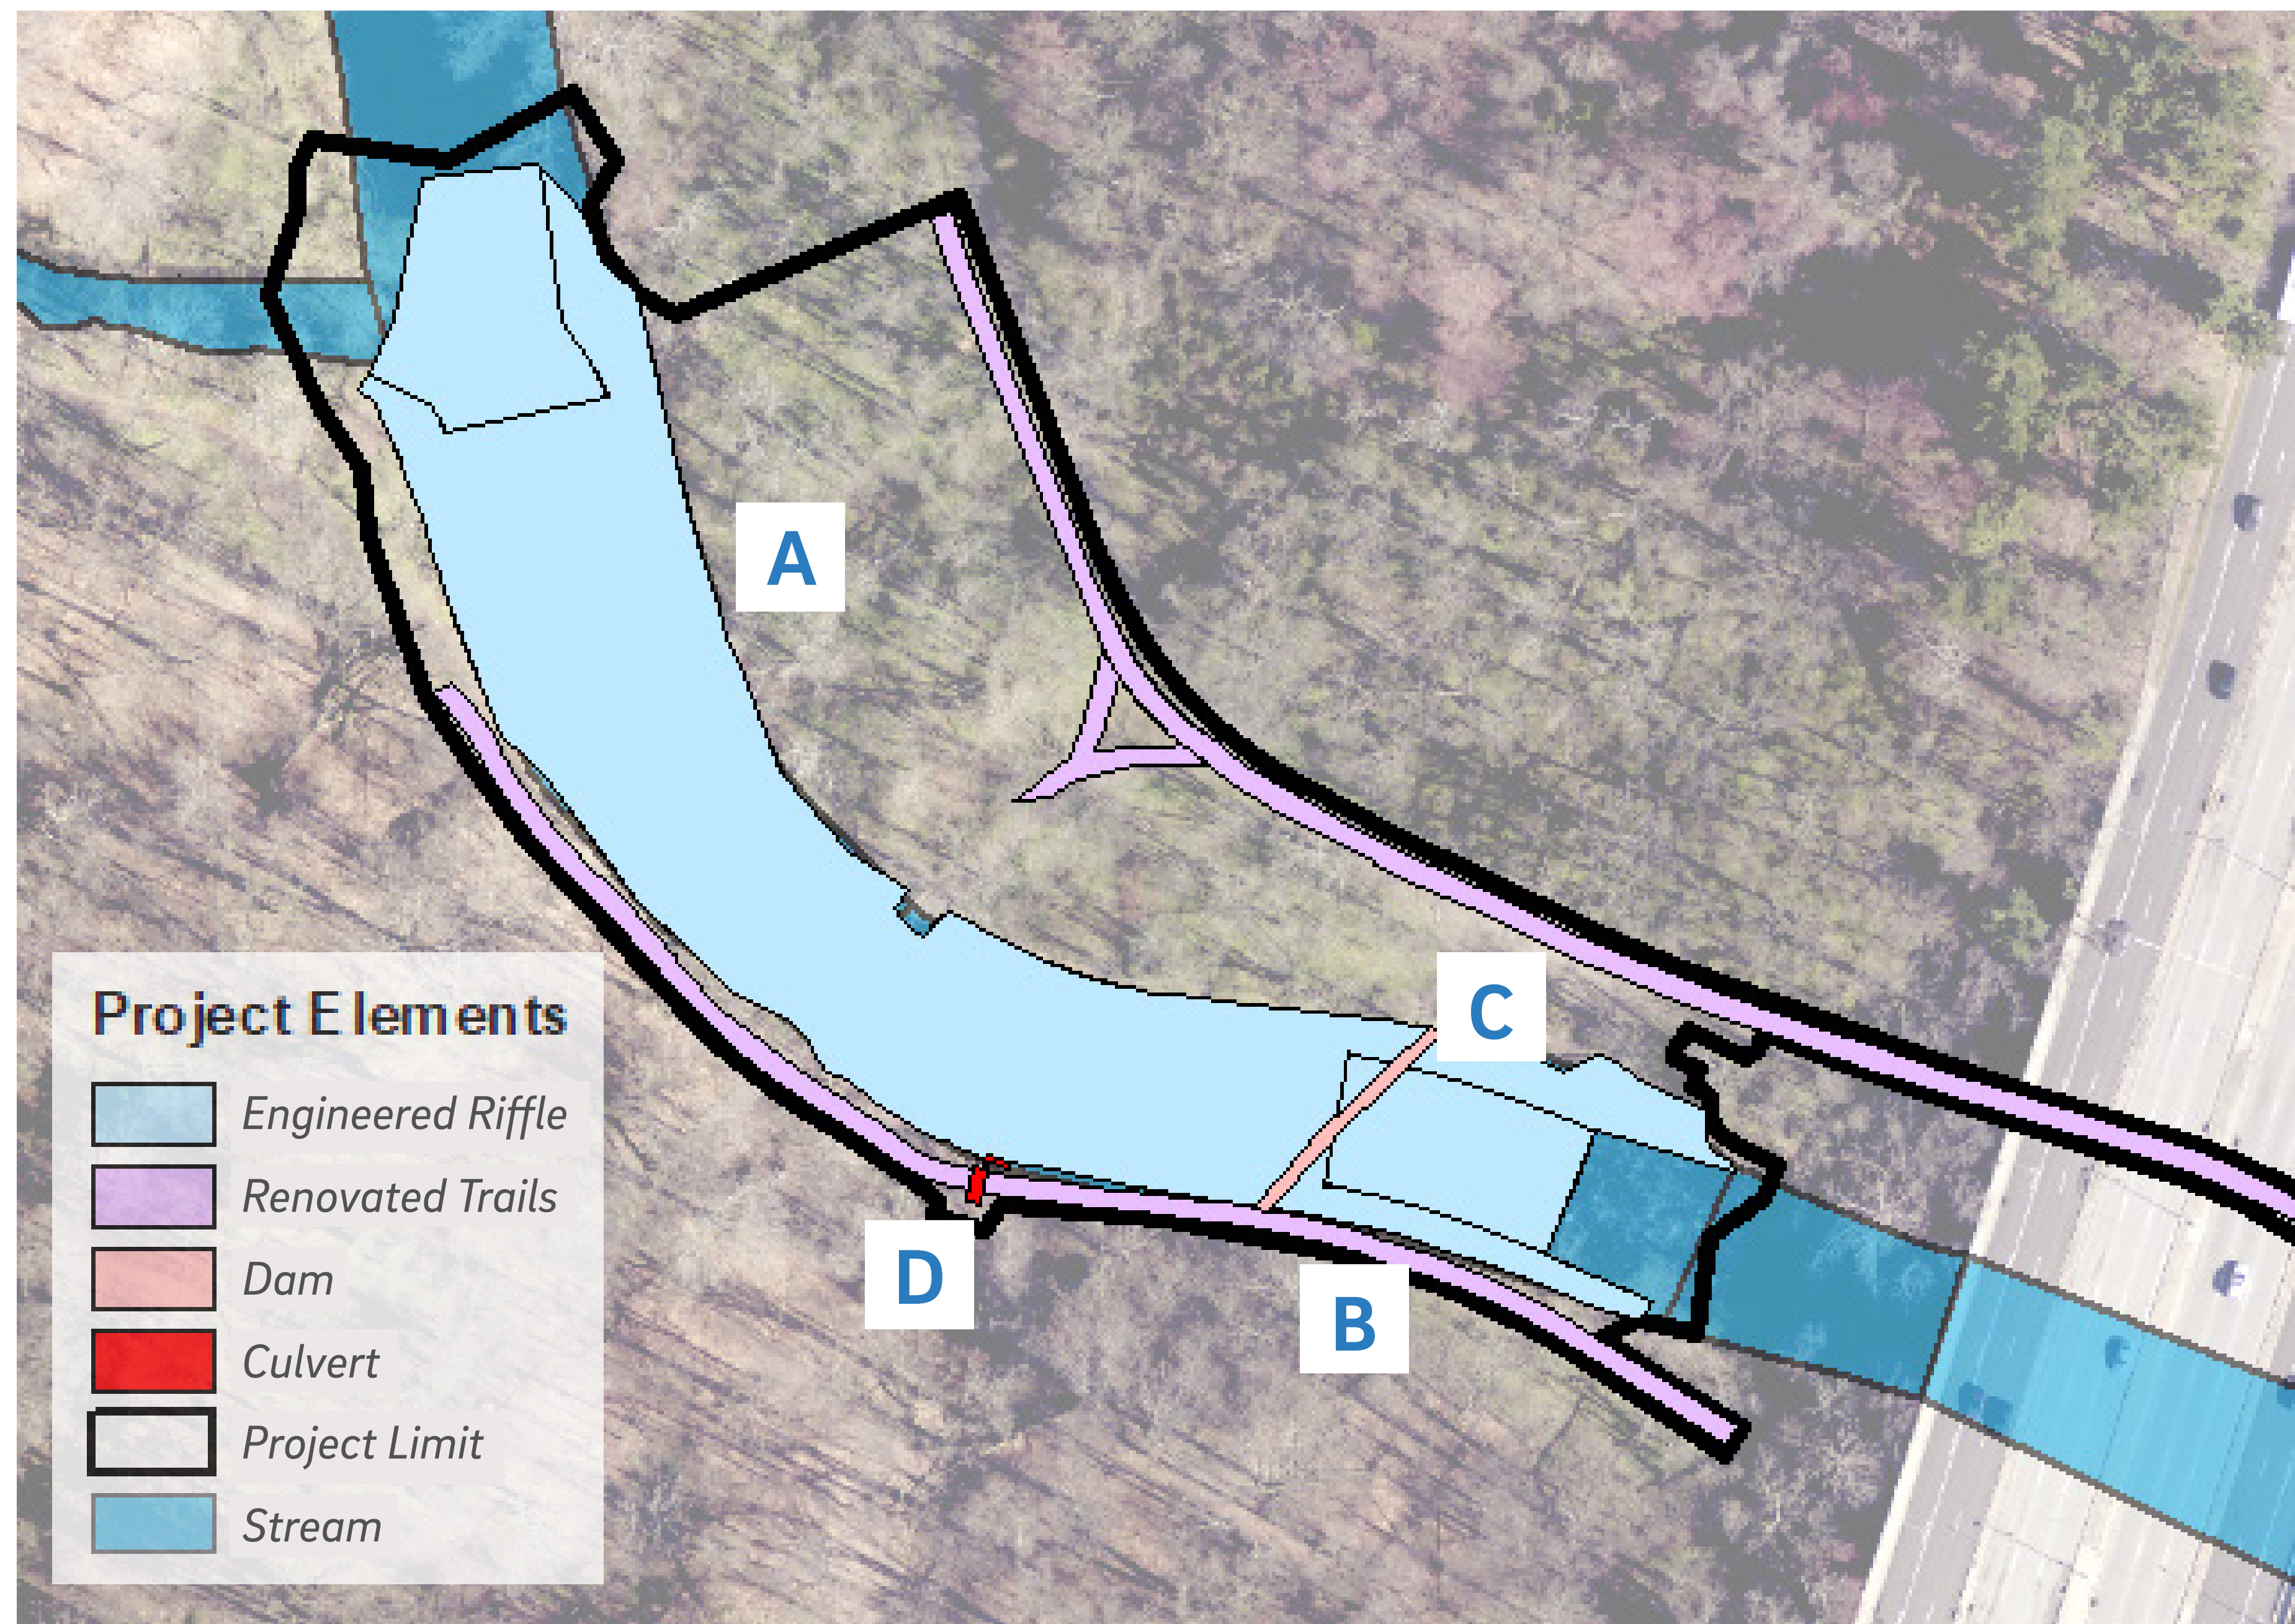 A
C
D
B
Project Elements
Engineered Riffle
Renovated Trails
Dam
Culvert
Project Limit
Stream